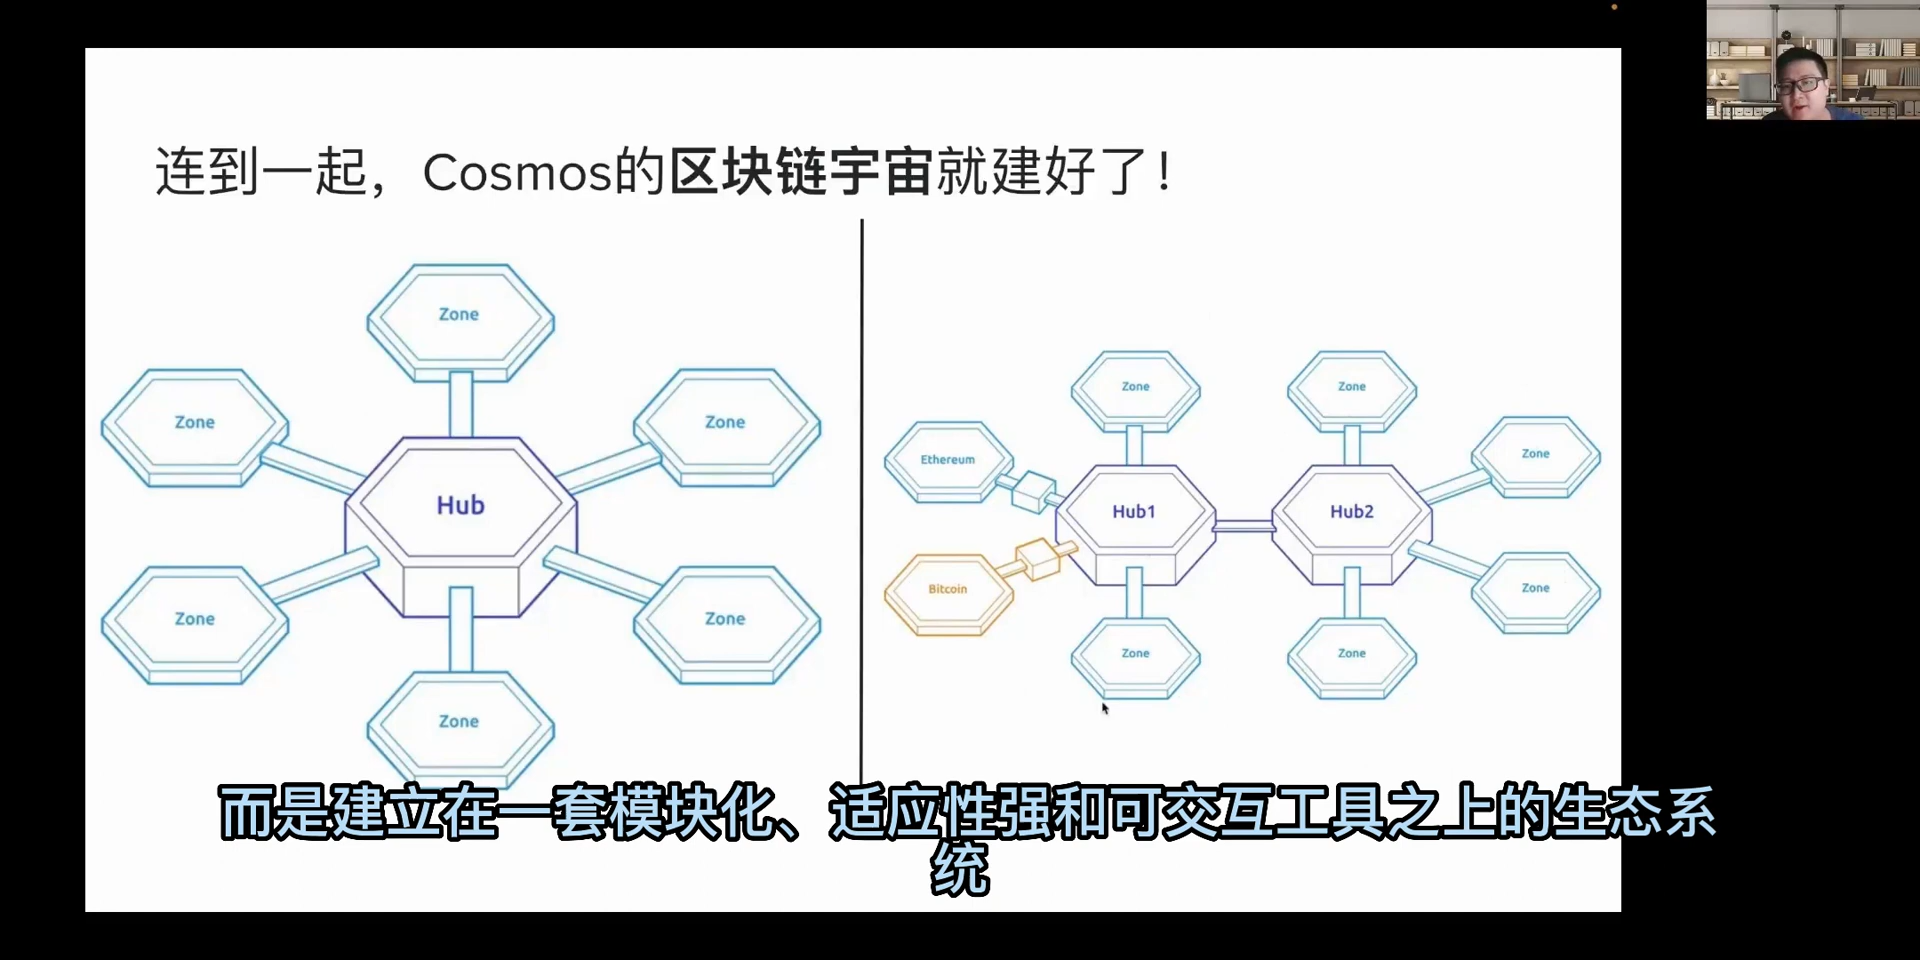 连到一起，Cosmos的区块链宇宙就建好了！
Zone
Zone
Zone
Hub
Zone
Zone
Zone
Zone
Zone
Ethereum
Zone
Hub1
Hub2
Bitcoin
Zone
Zone
Zone
而是建立在一套模块化、适应性强和可交互工具之上的生态系
统